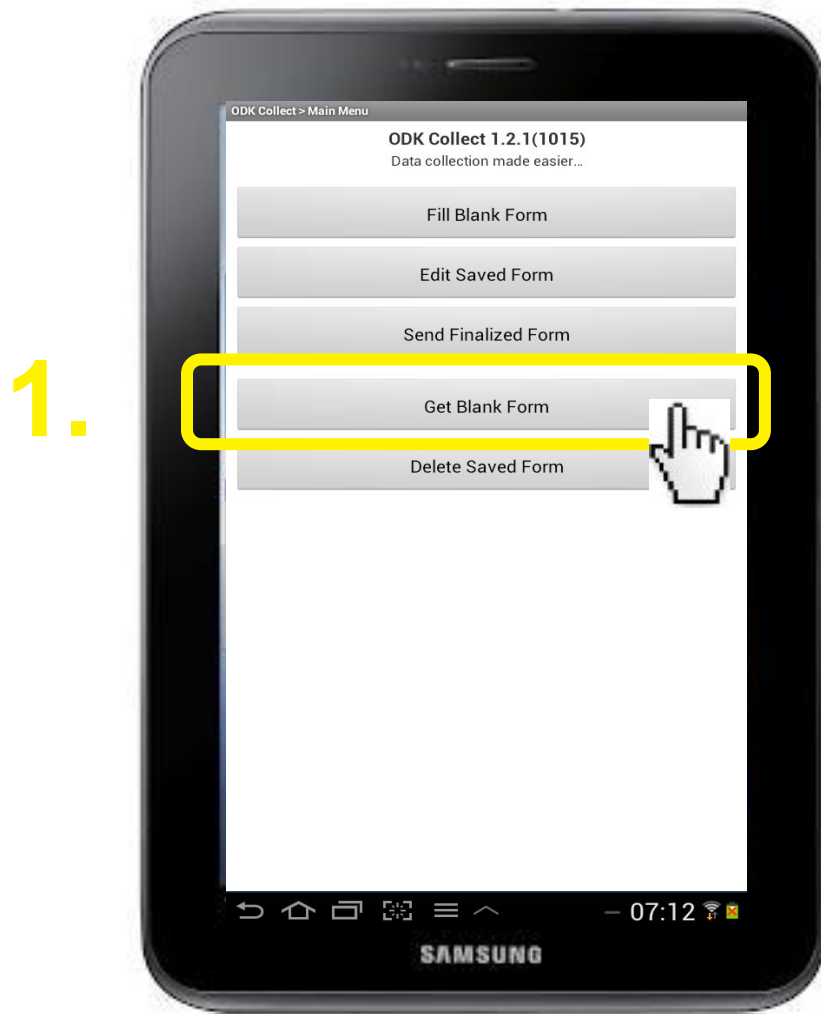 ODK Collect > Main Menu
ODK Collect 1.2.1(1015)
Data collection made easier...
Fill Blank Form
Edit Saved Form
Send Finalized Form
1.
Get Blank Form
Delete Saved Form
07:12
SAMSUNG